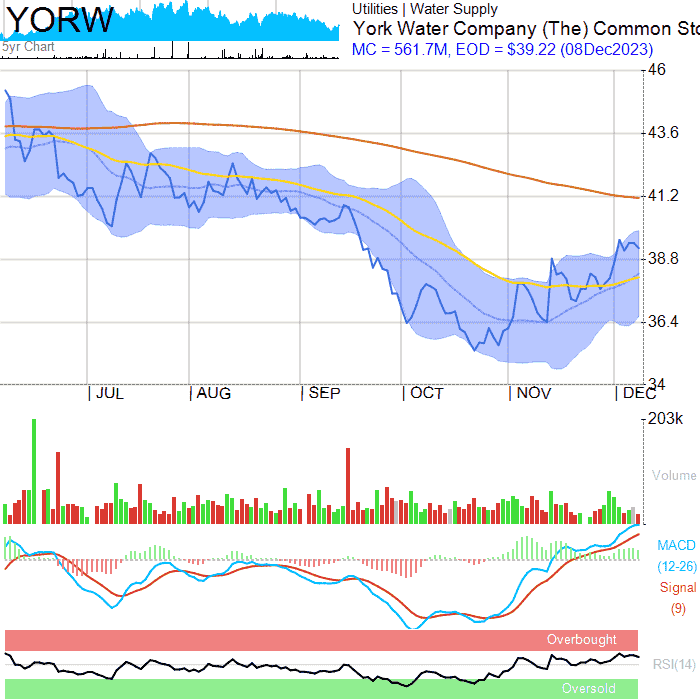 YORW
5yr Chart
Utilities | Water Supply
York Water Company (The) Common Sto
MC = 561.7M, EOD = $39.22 (08Dec2023)
46
43.6
41.2
38.8
36.4
34
JUL AUG SEP OCT NOV DEC
203k
Volume
MACD
(12-26)
Signal
(9)
Overbought
RSI(14)
Oversold